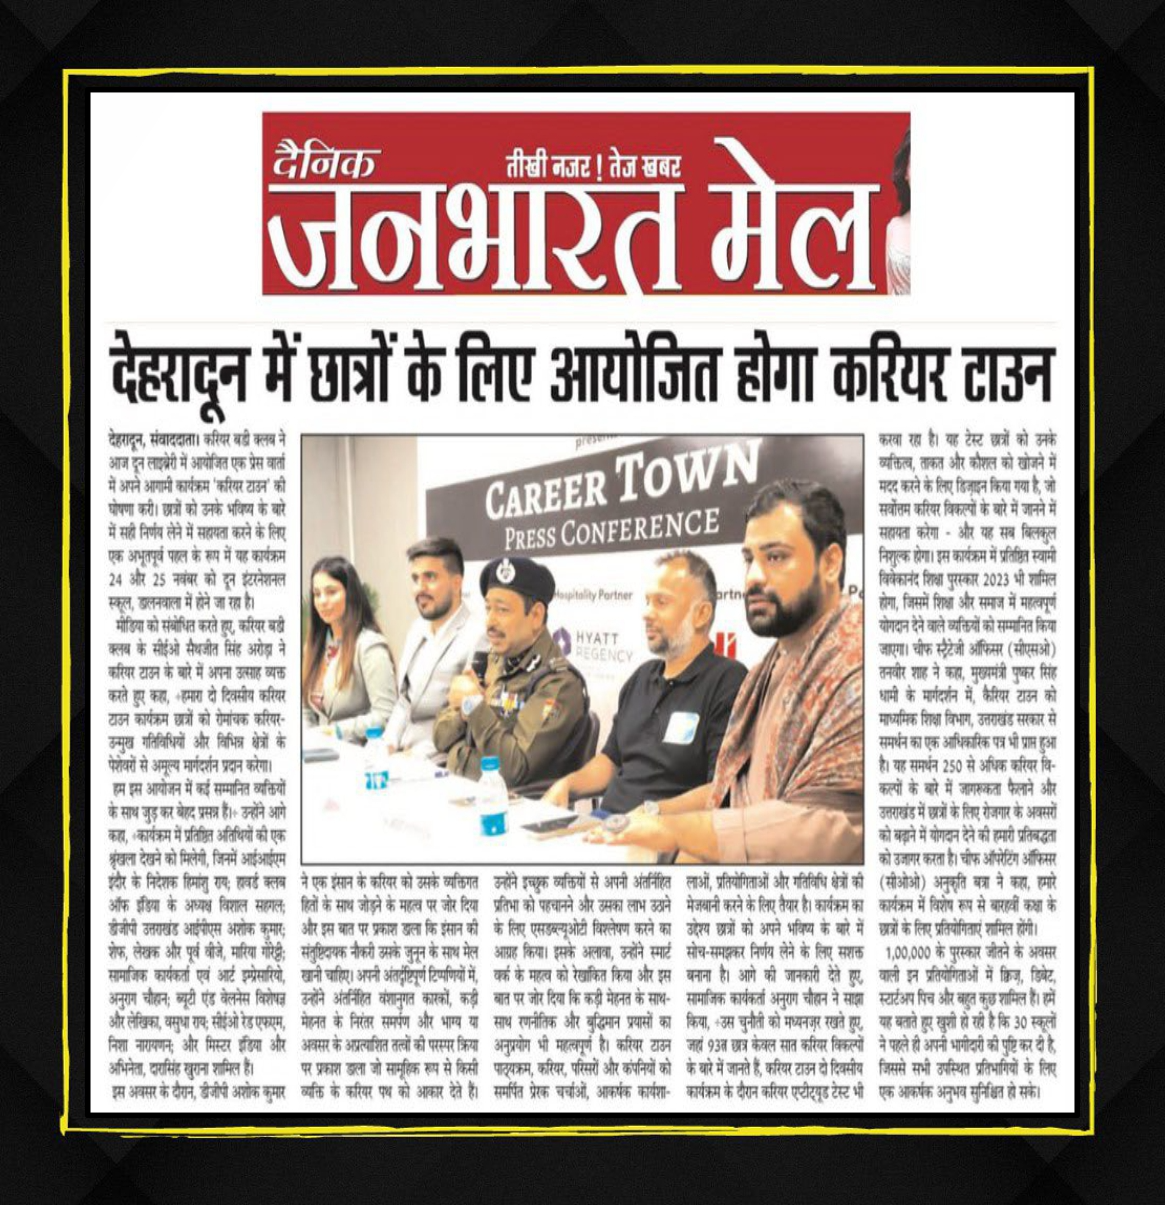 दैनिक
तीखी नजर ! तेज खबर
जनभारत मेल
देहरादून में छात्रों के लिए आयोजित होगा करियर टाउन
देहरादून, संवाददाता। करियर बडी क्लब ने
आज दून लाइब्रेरी में आयोजित एक प्रेस वार्ता
में अपने आगामी कार्यक्रम 'करियर टाउन' की
घोषणा करी। छात्रों को उनके भविष्य के बारे
में सही निर्णय लेने में सहायता करने के लिए
एक अभूतपूर्व पहल के रूप में यह कार्यक्रम
24 और 25 नवंबर को दून इंटरनेशनल
स्कूल, डालनवाला में होने जा रहा है।
मीडिया को संबोधित करते हुए, करियर बडी
क्लब के सीईओ सैथजीत सिंह अरोड़ा ने
करियर टाउन के बारे में अपना उत्साह व्यक्त
करते हुए कहा, ÷हमारा दो दिवसीय करियर
टाउन कार्यक्रम छात्रों को रोमांचक करियर-
उन्मुख गतिविधियों और विभिन्न क्षेत्रों के
पेशेवरों से अमूल्य मार्गदर्शन प्रदान करेगा।
हम इस आयोजन में कई सम्मानित व्यक्तियों
के साथ जुड़ कर बेहद प्रसन्न हैं।÷ उन्होंने आगे
कहा, ÷कार्यक्रम में प्रतिष्ठित अतिथियों की एक
श्रृंखला देखने को मिलेगी, जिनमें आईआईएम
इंदौर के निदेशक हिमांशु राय; हार्वर्ड क्लब
ऑफ इंडिया के अध्यक्ष विशाल सहगल;
डीजीपी उत्तराखंड आईपीएस अशोक कुमार;
शेफ, लेखक और पूर्व वीजे, मारिया गोरेट्टी;
सामाजिक कार्यकर्ता एवं आर्ट इम्प्रेसारियो,
अनुराग चौहान; ब्यूटी एंड वेलनेस विशेषज्ञ
और लेखिका, वसुधा राय; सीईओ रेड एफएम,
निशा नारायणन; और मिस्टर इंडिया और
अभिनेता, दारासिंह खुराना शामिल हैं।
इस अवसर के दौरान, डीजीपी अशोक कुमार
presen
CAREER TOWN
PRESS CONFERENCE
Hospitality Partner
HYATT
REGENCY
ने एक इंसान के करियर को उसके व्यक्तिगत
हितों के साथ जोड़ने के महत्व पर जोर दिया
और इस बात पर प्रकाश डाला कि इंसान की
संतुष्टिदायक नौकरी उसके जुनून के साथ मेल
खानी चाहिए। अपनी अंतर्दृष्टिपूर्ण टिप्पणियों में,
उन्होंने अंतर्निहित वंशानुगत कारकों, कड़ी
मेहनत के निरंतर समर्पण और भाग्य या
अवसर के अप्रत्याशित तत्वों की परस्पर क्रिया
पर प्रकाश डाला जो सामूहिक रूप से किसी
व्यक्ति के करियर पथ को आकार देते हैं।
उन्होंने इच्छुक व्यक्तियों से अपनी अंतर्निहित
प्रतिभा को पहचानने और उसका लाभ उठाने
के लिए एसडब्ल्यूओटी विश्लेषण करने का
आग्रह किया। इसके अलावा, उन्होंने स्मार्ट
वर्क के महत्व को रेखांकित किया और इस
बात पर जोर दिया कि कड़ी मेहनत के साथ-
साथ रणनीतिक और बुद्धिमान प्रयासों का
अनुप्रयोग भी महत्वपूर्ण है। करियर टाउन
पाठ्यक्रम, करियर, परिसरों और कंपनियों को
समर्पित प्रेरक चर्चाओं, आकर्षक कार्यशा-
लाओं, प्रतियोगिताओं और गतिविधि क्षेत्रों की
मेजबानी करने के लिए तैयार है। कार्यक्रम का
उद्देश्य छात्रों को अपने भविष्य के बारे में
सोच-समझकर निर्णय लेने के लिए सशक्त
बनाना है। आगे की जानकारी देते हुए,
सामाजिक कार्यकर्ता अनुराग चौहान ने साझा
किया, ÷उस चुनौती को मध्यनज़र रखते हुए,
जहां 93त्न छात्र केवल सात करियर विकल्पों
के बारे में जानते हैं, करियर टाउन दो दिवसीय
कार्यक्रम के दौरान करियर एप्टीट्यूड टेस्ट भी
करवा रहा है। यह टेस्ट छात्रों को उनके
व्यक्तित्व, ताकत और कौशल को खोजने में
मदद करने के लिए डिज़ाइन किया गया है, जो
सर्वोत्तम करियर विकल्पों के बारे में जानने में
सहायता करेगा - और यह सब बिलकुल
निशुल्क होगा। इस कार्यक्रम में प्रतिष्ठित स्वामी
विवेकानंद शिक्षा पुरस्कार 2023 भी शामिल
होगा, जिसमें शिक्षा और समाज में महत्वपूर्ण
योगदान देने वाले व्यक्तियों को सम्मानित किया
जाएगा। चीफ स्ट्रैटेजी ऑफिसर (सीएसओ)
तनवीर शाह ने कहा, मुख्यमंत्री पुष्कर सिंह
धामी के मार्गदर्शन में, कैरियर टाउन को
माध्यमिक शिक्षा विभाग, उत्तराखंड सरकार से
समर्थन का एक आधिकारिक पत्र भी प्राप्त हुआ
है। यह समर्थन 250 से अधिक करियर वि-
कल्पों के बारे में जागरूकता फैलाने और
उत्तराखंड में छात्रों के लिए रोजगार के अवसरों
को बढ़ाने में योगदान देने की हमारी प्रतिबद्धता
को उजागर करता है। चीफ ऑपरेटिंग ऑफिसर
(सीओओ) अनुकृति बत्रा ने कहा, हमारे
कार्यक्रम में विशेष रूप से बारहवीं कक्षा के
छात्रों के लिए प्रतियोगिताएं शामिल होंगी।
1,00,000 के पुरस्कार जीतने के अवसर
वाली इन प्रतियोगिताओं में क्विज, डिबेट,
स्टार्टअप पिच और बहुत कुछ शामिल है। हमें
यह बताते हुए खुशी हो रही है कि 30 स्कूलों
ने पहले ही अपनी भागीदारी की पुष्टि कर दी है,
जिससे सभी उपस्थित प्रतिभागियों के लिए
एक आकर्षक अनुभव सुनिश्चित हो सके।